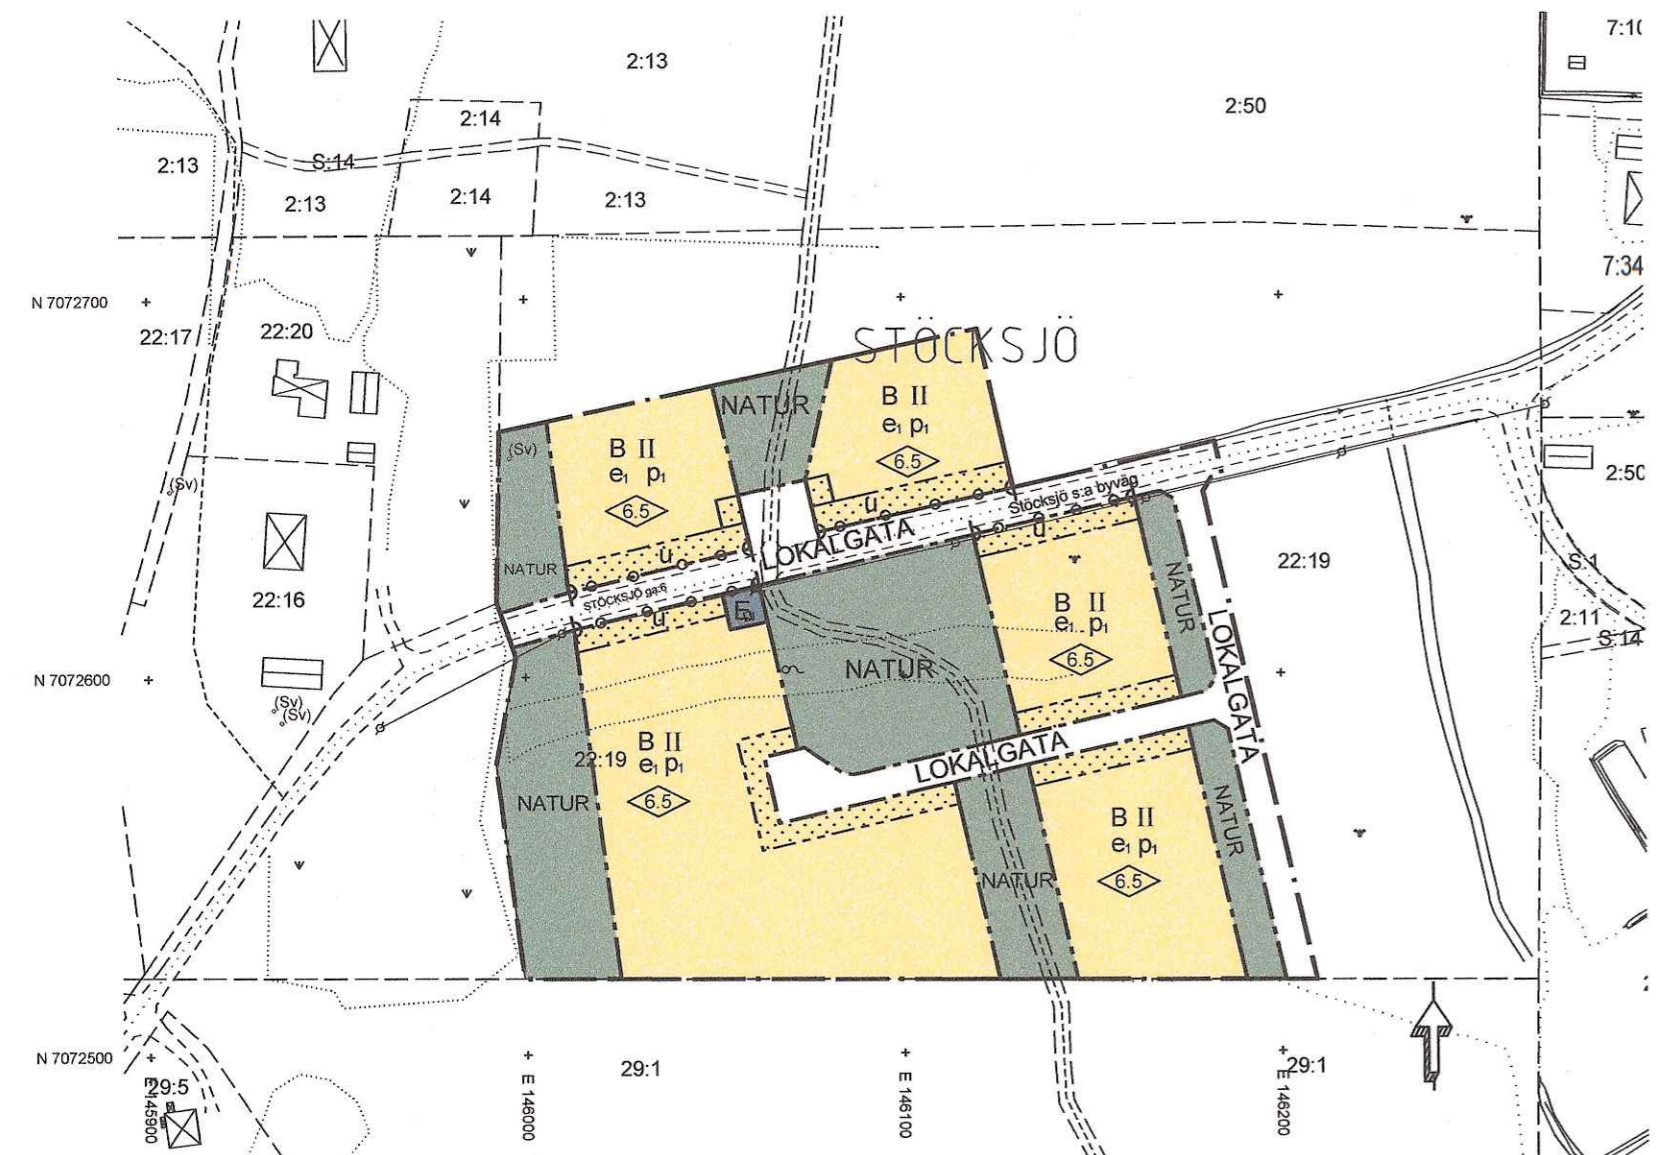 7:10
2:13
2:50
2:14
2:13
S:14
2:13
2:14
2:13
7:34
N 7072700
22:17
22:20
STÖCKSJÖ
NATUR
B II
e1 p1
6.5
(Sv)
B II
e1 p1
6.5
(Sv)
2:50
Stöcksjö s:a byväg
u
u
LOKALGATA
u
NATUR
22:19
S:1
NATUR
STÖCKSJÖ ga:6
22:16
E1
u
B II
e1 p1
6.5
2:11
S:14
LOKALGATA
N 7072600
NATUR
(Sv)
(Sv)
B II
e1 p1
6.5
22:19
LOKALGATA
NATUR
NATUR
B II
e1 p1
6.5
NATUR
N 7072500
29:5
29:1
29:1
E 145900
E 146000
E 146100
E 146200